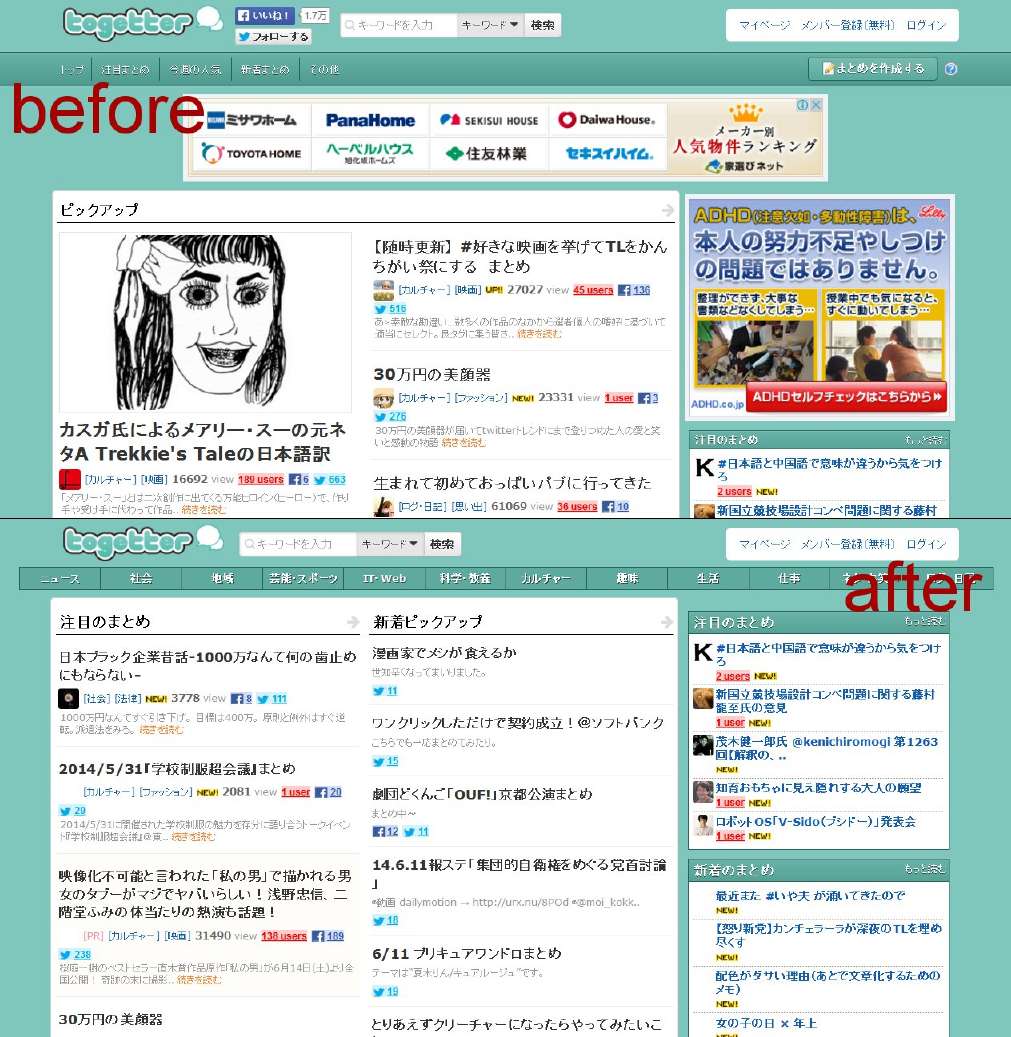 togetter
いいね！ 1.7万
フォローする
キーワードを入力 キーワード 検索
マイページ メンバー登録(無料) ログイン
トップ 注目まとめ 今週の人気 新着まとめ その他
まとめを作成する
before
ミサワホーム PanaHome SEKISUI HOUSE Daiwa House
TOYOTA HOME ヘーベルハウス 旭化成ホームズ 住友林業 セキスイハイム
メーカー別
人気物件ランキング
家選びネット
ピックアップ
カスガ氏によるメアリー・スーの元ネ
タA Trekkie's Taleの日本語訳
[カルチャー] [映画] 16692 view 189 users 6 663
「メアリー・スー」とは二次創作に出てくる万能ヒロイン(ヒーロー)で、作り
手や受け手に代わって作品.. 続きを読む
【随時更新】 #好きな映画を挙げてTLをかん
ちがい祭にする まとめ
[カルチャー] [映画] UP!! 27027 view 45 users 136
516
続きを読む
30万円の美顔器
[カルチャー] [ファッション] NEW! 23331 view 1 user 3
276
30万円の美顔器が届いてtwitterトレンドにまで登りつめた人の愛と笑
いと感動の物語 続きを読む
生まれて初めておっぱいパブに行ってきた
[ログ・日記] [思い出] 61069 view 36 users 10
ADHD(注意欠如・多動性障害)は、 Lilly
本人の努力不足やしつけ
の問題ではありません。
整理ができず、大事な
書類などなくしてしまう…
授業中でも気になると、
すぐに動いてしまう…
ADHD.co.jp ADHDセルフチェックはこちらから
注目のまとめ もっと読む
#日本語と中国語で意味が違うから気をつけ
ろ
2 users NEW!
新国立競技場設計コンペ問題に関する藤村
togetter
キーワードを入力 キーワード 検索
マイページ メンバー登録(無料) ログイン
ニュース 社会 地域 芸能・スポーツ IT・Web 科学・教養 カルチャー 趣味 生活 仕事
after
注目のまとめ
日本ブラック企業昔話-1000万なんて何の歯止め
にもならない-
[社会] [法律] NEW! 3778 view 8 111
1000万円なんてすぐ引き下げ。目標は400万。原則と例外はすぐ逆
転。派遣法をみろ。 続きを読む
2014/5/31『学校制服超会議』まとめ
[カルチャー] [ファッション] NEW! 2081 view 1 user 20
29
2014/5/31に開催された学校制服の魅力を存分に語り合うトークイベン
ト『学校制服超会議』@東... 続きを読む
映像化不可能と言われた「私の男」で描かれる男
女のタブーがマジでヤバいらしい！浅野忠信、二
階堂ふみの体当たりの熱演も話題！
[PR] [カルチャー] [映画] 31490 view 138 users 189
238
桜庭一樹のベストセラー直木賞作品原作『私の男』が6月14日(土)より全
国公開！ 奇跡の末に撮影... 続きを読む
30万円の美顔器
新着ピックアップ
漫画家でメシが食えるか
世知辛くなってまいりました。
11
ワンクリックしただけで契約成立！@ソフトバンク
こちらでも一応まとめてみたり。
15
劇団どくんご「OUF!」京都公演まとめ
まとめ中～
12 11
14.6.11報ステ「集団的自衛権をめぐる党首討論
」
*動画 dailymotion → http://urx.nu/8POd *@moi_kokk..
18
6/11 プリキュアワンドロまとめ
テーマは"夏木りん/キュアルージュ"です。
19
とりあえずクリーチャーになったらやってみたいこ
注目のまとめ もっと読む
#日本語と中国語で意味が違うから気をつけ
ろ
2 users NEW!
新国立競技場設計コンペ問題に関する藤村
龍至氏の意見
1 user NEW!
茂木健一郎氏 @kenichiromogi 第1263
回【解釈の、..
NEW!
知育おもちゃに見え隠れする大人の願望
1 user NEW!
ロボットOS「V-Sido(ブシドー)」発表会
1 user NEW!
新着のまとめ もっと読む
最近また #いや夫 が涌いてきたので
NEW!
【怒り新党】カンチェラーラが深夜のTLを埋め
尽くす
NEW!
配色がダサい理由(あとで文章化するための
メモ)
NEW!
女の子の日 × 年上